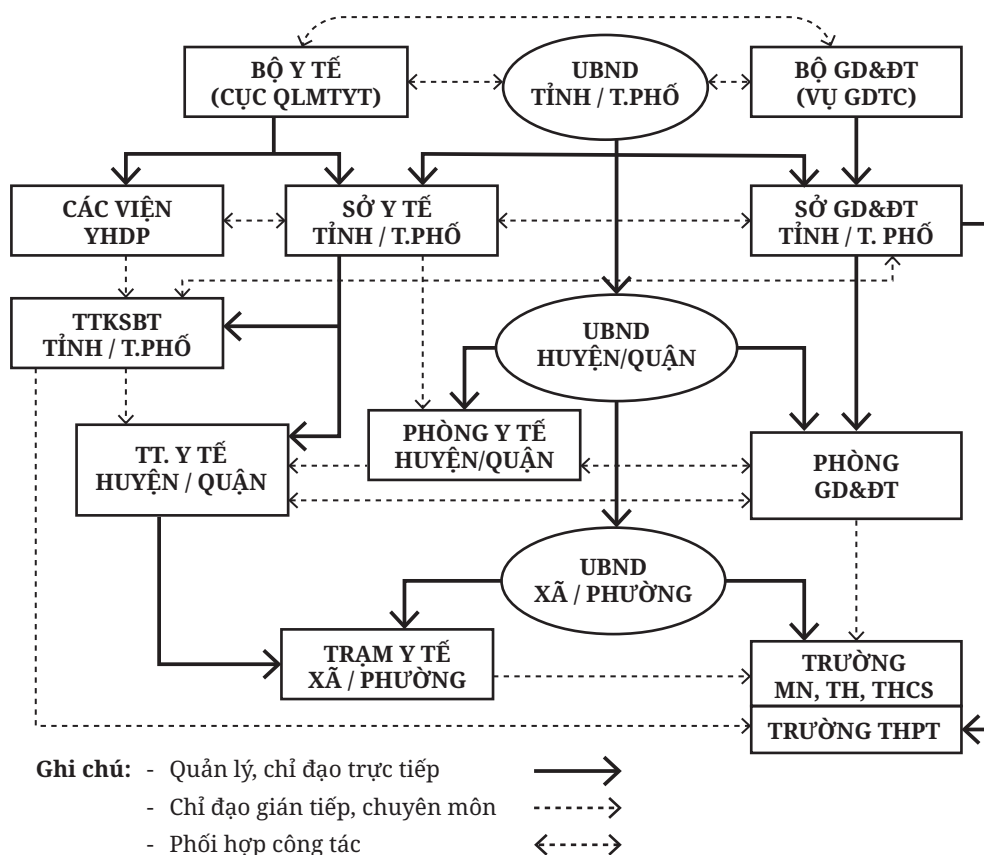 BỘ Y TẾ
(CỤC QLMTYT)
UBND
TỈNH / T.PHỐ
BỘ GD&ĐT
(VỤ GDTC)
CÁC VIỆN
YHDP
SỞ Y TẾ
TỈNH / T.PHỐ
SỞ GD&ĐT
TỈNH / T. PHỐ
TTKSBT
TỈNH / T.PHỐ
UBND
HUYỆN/QUẬN
TT. Y TẾ
HUYỆN / QUẬN
PHÒNG Y TẾ
HUYỆN/QUẬN
PHÒNG
GD&ĐT
UBND
XÃ / PHƯỜNG
TRẠM Y TẾ
XÃ / PHƯỜNG
TRƯỜNG
MN, TH, THCS
TRƯỜNG THPT
Ghi chú: - Quản lý, chỉ đạo trực tiếp
- Chỉ đạo gián tiếp, chuyên môn
- Phối hợp công tác